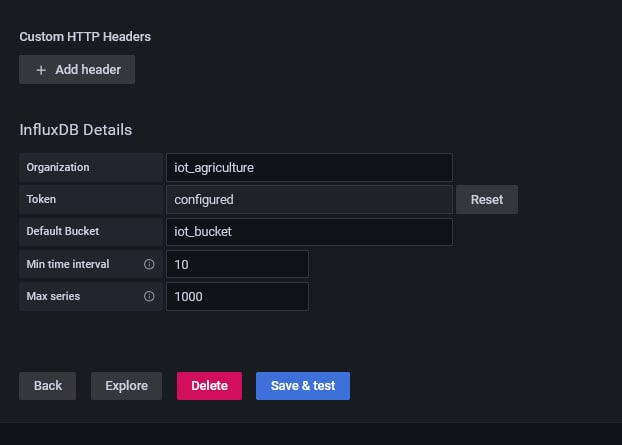 Custom HTTP Headers
+ Add header
InfluxDB Details
Organization iot_agriculture
Token configured Reset
Default Bucket iot_bucket
Min time interval 10
Max series 1000
Back Explore Delete Save & test